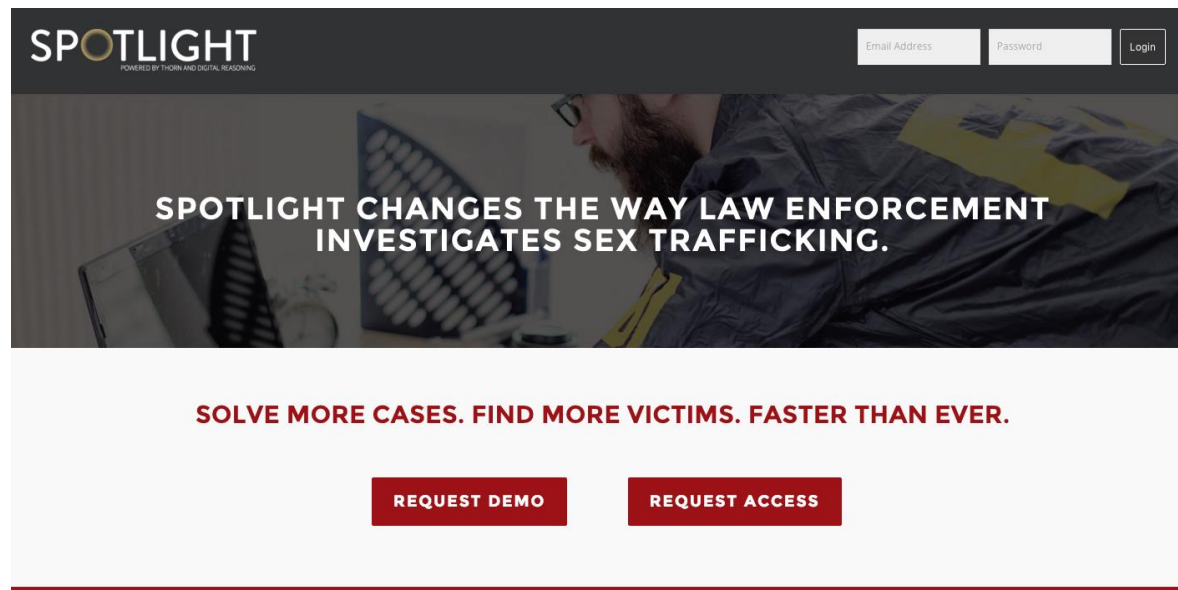 SPOTLIGHT
POWERED BY THORN AND DIGITAL REASONING
Email Address
Password
Login
SPOTLIGHT CHANGES THE WAY LAW ENFORCEMENT
INVESTIGATES SEX TRAFFICKING.
SOLVE MORE CASES. FIND MORE VICTIMS. FASTER THAN EVER.
REQUEST DEMO
REQUEST ACCESS